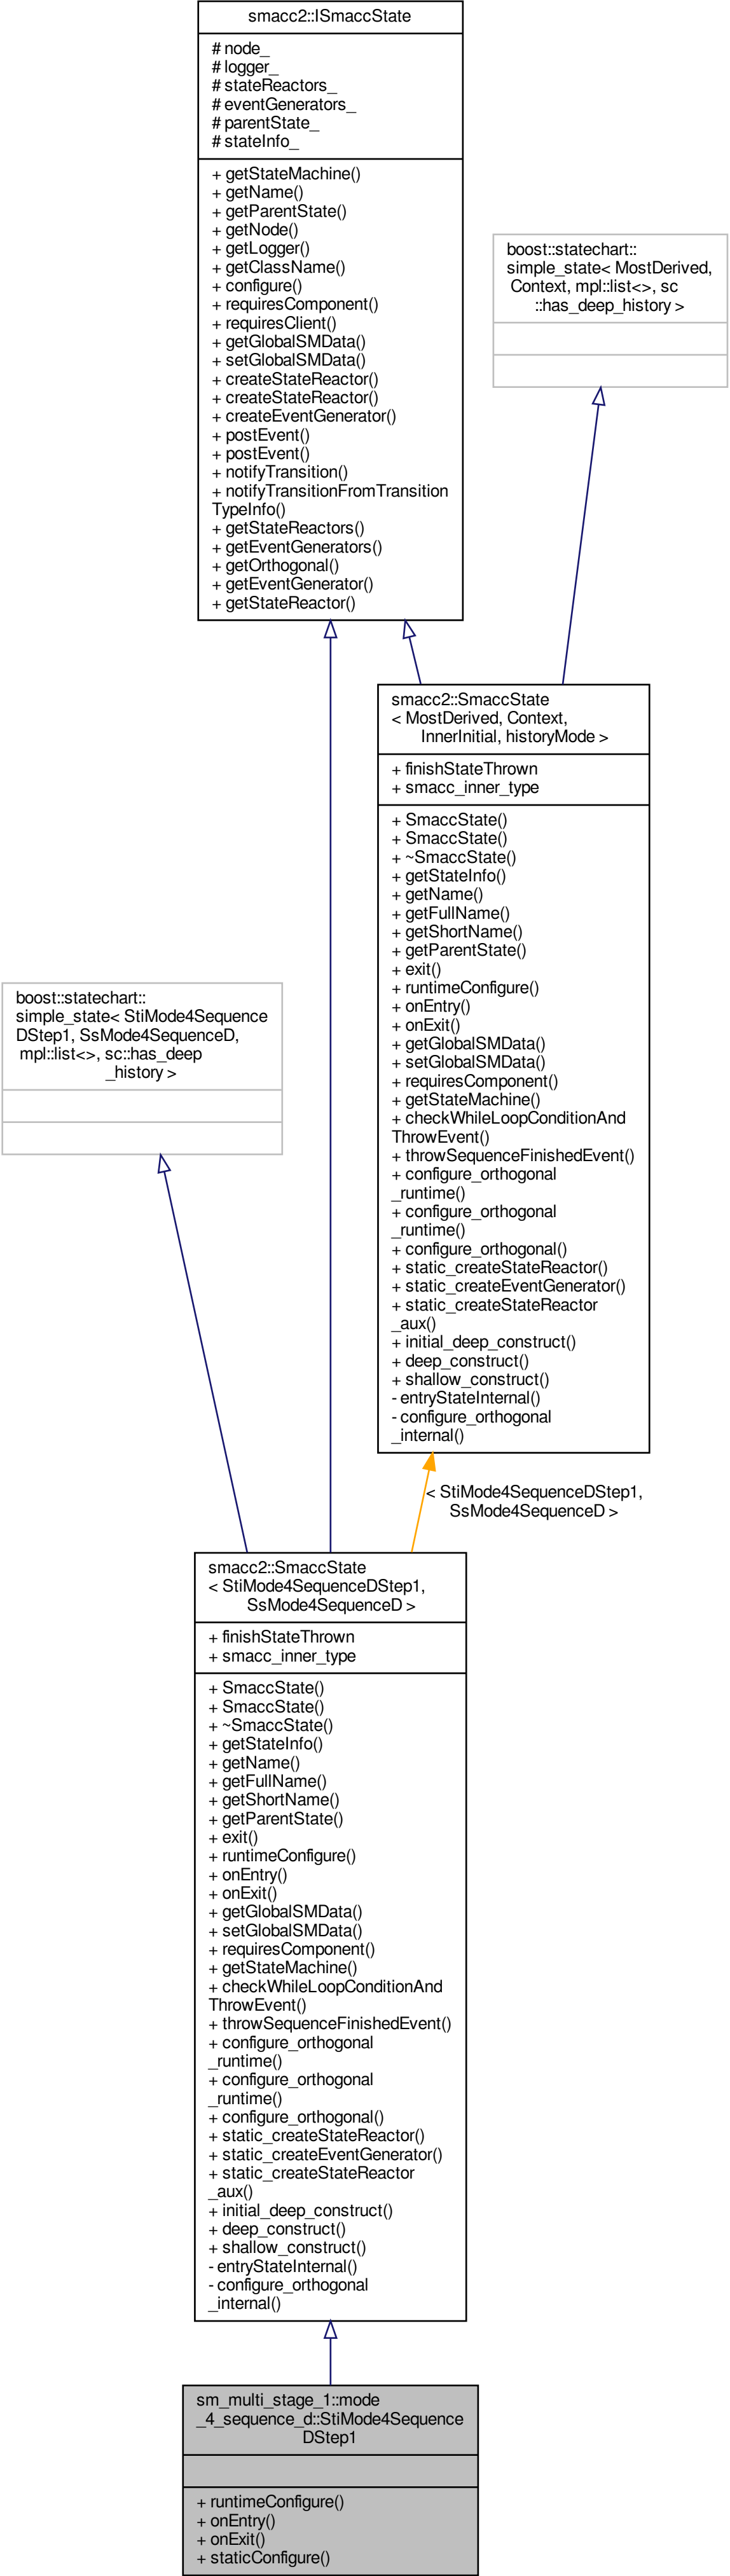 smacc2::ISmaccState
# node_
# logger_
# stateReactors_
# eventGenerators_
# parentState_
# stateInfo_
+ getStateMachine()
+ getName()
+ getParentState()
+ getNode()
+ getLogger()
+ getClassName()
+ configure()
+ requiresComponent()
+ requiresClient()
+ getGlobalSMData()
+ setGlobalSMData()
+ createStateReactor()
+ createStateReactor()
+ createEventGenerator()
+ postEvent()
+ postEvent()
+ notifyTransition()
+ notifyTransitionFromTransition
TypeInfo()
+ getStateReactors()
+ getEventGenerators()
+ getOrthogonal()
+ getEventGenerator()
+ getStateReactor()
boost::statechart::
simple_state< MostDerived,
Context, mpl::list<>, sc
::has_deep_history >
smacc2::SmaccState
< MostDerived, Context,
InnerInitial, historyMode >
+ finishStateThrown
+ smacc_inner_type
+ SmaccState()
+ SmaccState()
+ ~SmaccState()
+ getStateInfo()
+ getName()
+ getFullName()
+ getShortName()
+ getParentState()
+ exit()
+ runtimeConfigure()
+ onEntry()
+ onExit()
+ getGlobalSMData()
+ setGlobalSMData()
+ requiresComponent()
+ getStateMachine()
+ checkWhileLoopConditionAnd
ThrowEvent()
+ throwSequenceFinishedEvent()
+ configure_orthogonal
_runtime()
+ configure_orthogonal
_runtime()
+ configure_orthogonal()
+ static_createStateReactor()
+ static_createEventGenerator()
+ static_createStateReactor
_aux()
+ initial_deep_construct()
+ deep_construct()
+ shallow_construct()
- entryStateInternal()
- configure_orthogonal
_internal()
boost::statechart::
simple_state< StiMode4Sequence
DStep1, SsMode4SequenceD,
mpl::list<>, sc::has_deep
_history >
< StiMode4SequenceDStep1,
SsMode4SequenceD >
smacc2::SmaccState
< StiMode4SequenceDStep1,
SsMode4SequenceD >
+ finishStateThrown
+ smacc_inner_type
+ SmaccState()
+ SmaccState()
+ ~SmaccState()
+ getStateInfo()
+ getName()
+ getFullName()
+ getShortName()
+ getParentState()
+ exit()
+ runtimeConfigure()
+ onEntry()
+ onExit()
+ getGlobalSMData()
+ setGlobalSMData()
+ requiresComponent()
+ getStateMachine()
+ checkWhileLoopConditionAnd
ThrowEvent()
+ throwSequenceFinishedEvent()
+ configure_orthogonal
_runtime()
+ configure_orthogonal
_runtime()
+ configure_orthogonal()
+ static_createStateReactor()
+ static_createEventGenerator()
+ static_createStateReactor
_aux()
+ initial_deep_construct()
+ deep_construct()
+ shallow_construct()
- entryStateInternal()
- configure_orthogonal
_internal()
sm_multi_stage_1::mode
_4_sequence_d::StiMode4Sequence
DStep1
+ runtimeConfigure()
+ onEntry()
+ onExit()
+ staticConfigure()